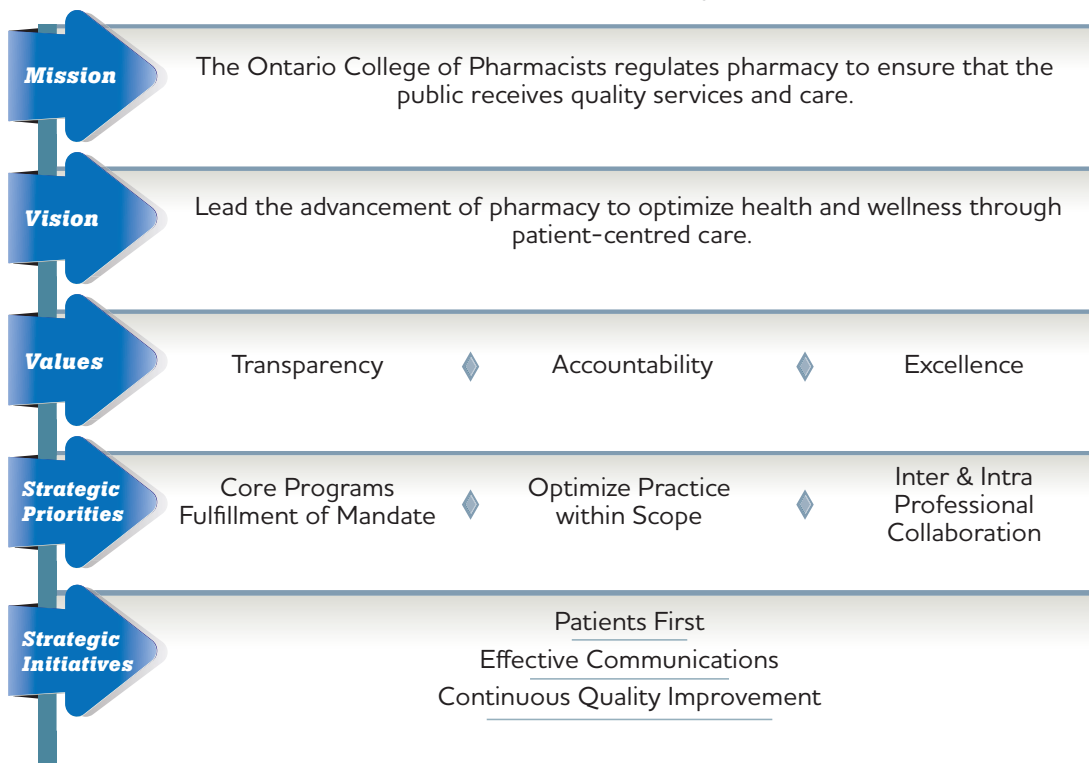 Mission
The Ontario College of Pharmacists regulates pharmacy to ensure that the
public receives quality services and care.
Vision
Lead the advancement of pharmacy to optimize health and wellness through
patient-centred care.
Values
Transparency
Accountability
Excellence
Strategic
Priorities
Core Programs
Fulfillment of Mandate
Optimize Practice
within Scope
Inter & Intra
Professional
Collaboration
Strategic
Initiatives
Patients First
Effective Communications
Continuous Quality Improvement